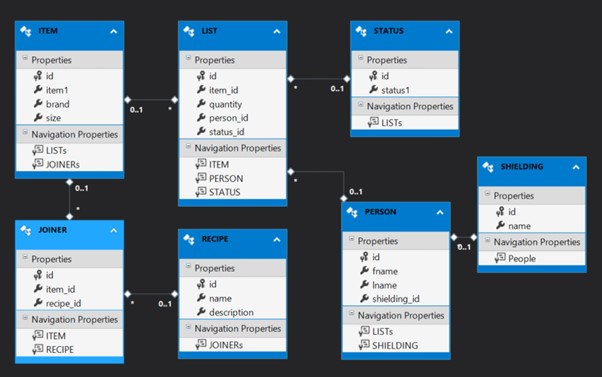 ITEM
Properties
id
item1
brand
size
Navigation Properties
LISTs
JOINERs
0..1
*
LIST
Properties
id
item_id
quantity
person_id
status_id
Navigation Properties
ITEM
PERSON
STATUS
*
0..1
STATUS
Properties
id
status1
Navigation Properties
LISTs
*
0..1
0..1
*
JOINER
Properties
id
item_id
recipe_id
Navigation Properties
ITEM
RECIPE
*
0..1
RECIPE
Properties
id
name
description
Navigation Properties
JOINERs
PERSON
Properties
id
fname
lname
shielding_id
Navigation Properties
LISTs
SHIELDING
0..1
SHIELDING
Properties
id
name
Navigation Properties
People